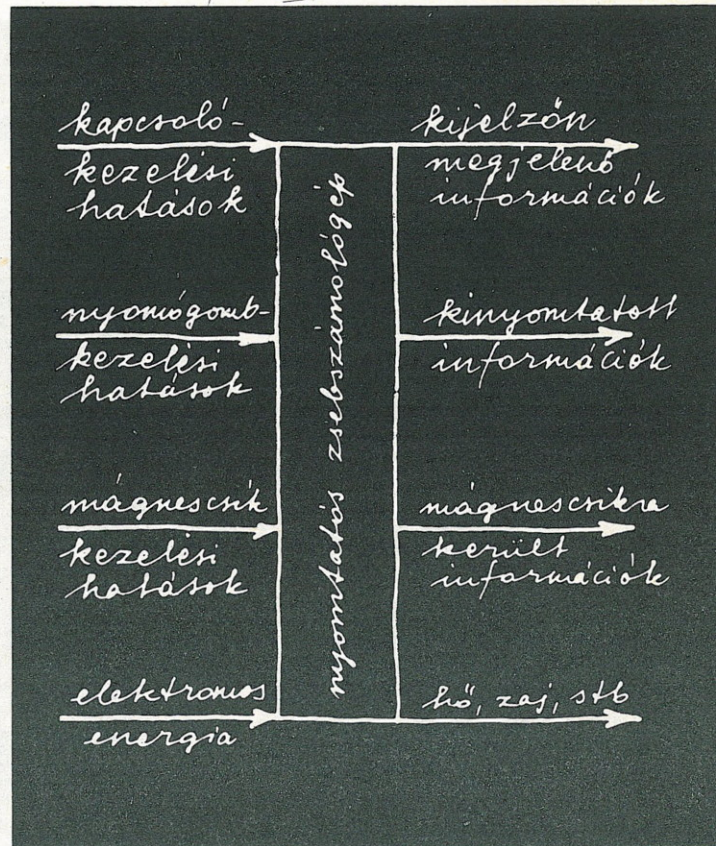 kapcsoló-
kezelési
hatások
nyomógomb-
kezelési
hatások
mágnescsík
kezelési
hatások
elektromos
energia
nyomtatós zsebszámológép
kijelzőn
megjelenő
információk
kinyomtatott
információk
mágnescsíkra
került
információk
hő, zaj, stb